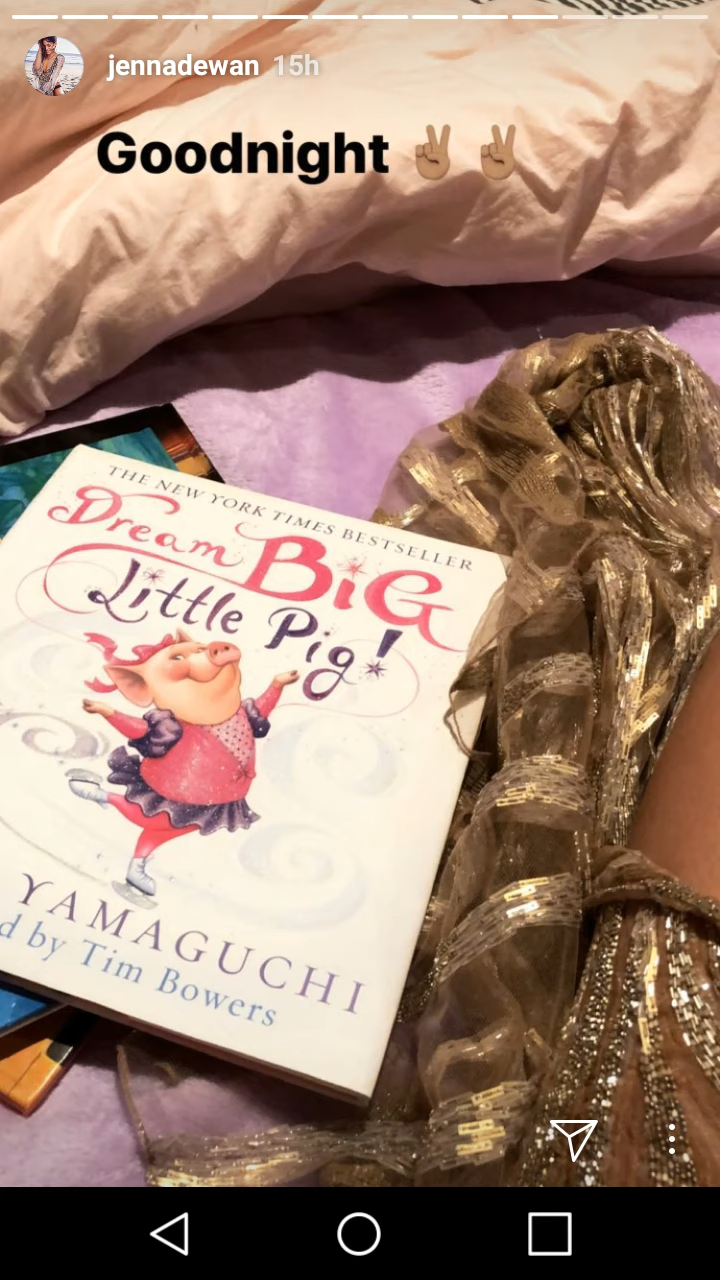 jennadewan 15h
Goodnight ✌🏽✌🏽
THE NEW YORK TIMES BESTSELLER
Dream BiG
Little Pig!
YAMAGUCHI
d by Tim Bowers